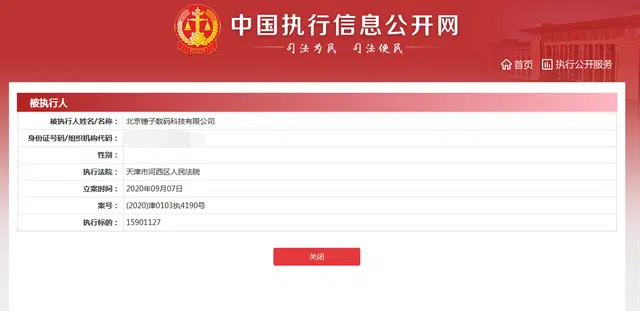 中国执行信息公开网
司法为民 司法便民
首页 执行公开服务
被执行人
被执行人姓名/名称： 北京锤子数码科技有限公司
身份证号码/组织机构代码：
性别：
执行法院： 天津市河西区人民法院
立案时间： 2020年09月07日
案号： (2020)津0103执4190号
执行标的： 15901127
关闭